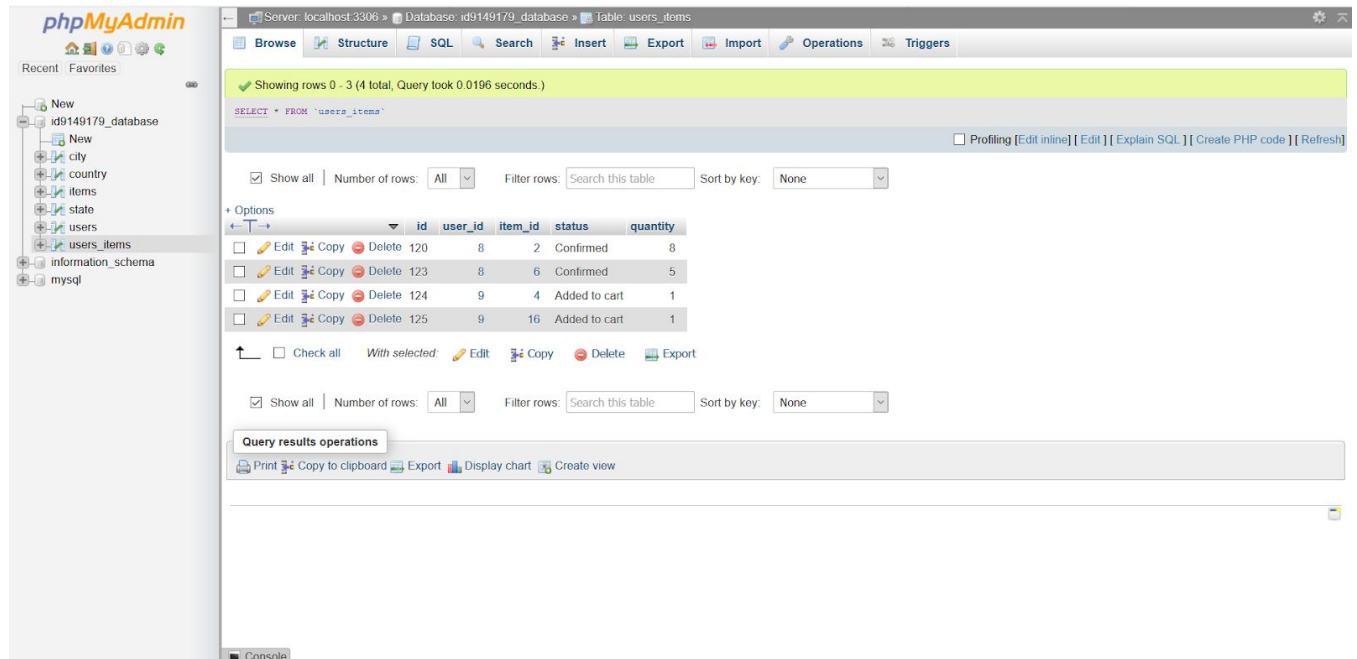 phpMyAdmin
Recent Favorites
New
id9149179_database
New
city
country
items
state
users
users_items
information_schema
mysql
Server: localhost:3306 » Database: id9149179_database » Table: users_items
Browse Structure SQL Search Insert Export Import Operations Triggers
Showing rows 0 - 3 (4 total, Query took 0.0196 seconds.)
SELECT * FROM `users_items`
Profiling [Edit inline] [ Edit ] [ Explain SQL ] [ Create PHP code ] [ Refresh]
Show all | Number of rows: All Filter rows: Search this table Sort by key: None
+ Options
←T→ id user_id item_id status quantity
Edit Copy Delete 120 8 2 Confirmed 8
Edit Copy Delete 123 8 6 Confirmed 5
Edit Copy Delete 124 9 4 Added to cart 1
Edit Copy Delete 125 9 16 Added to cart 1
Check all With selected: Edit Copy Delete Export
Show all | Number of rows: All Filter rows: Search this table Sort by key: None
Query results operations
Print Copy to clipboard Export Display chart Create view
Console